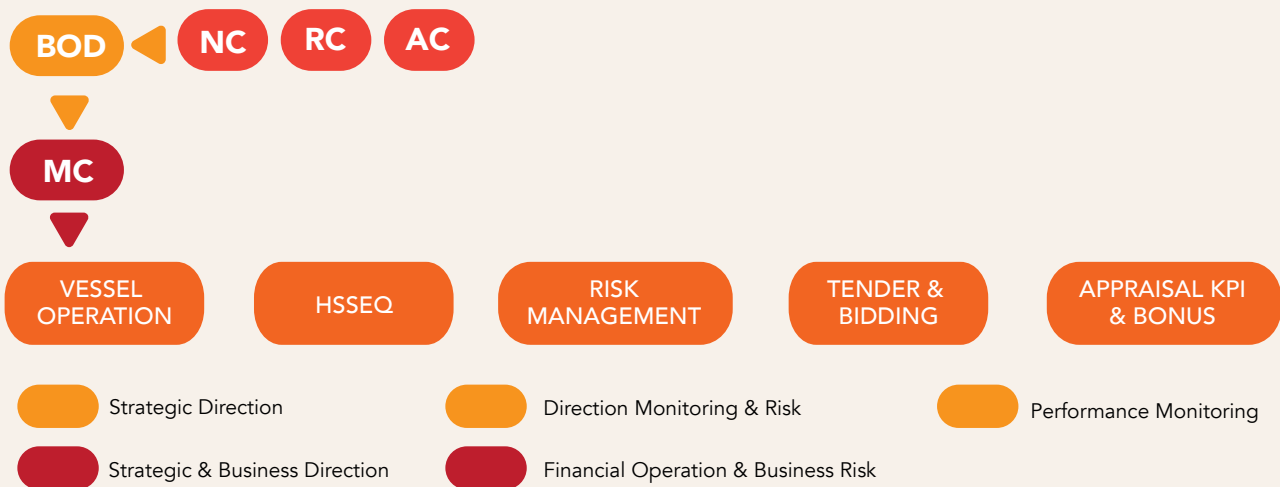 BOD NC RC AC
MC
VESSEL
OPERATION
HSSEQ
RISK
MANAGEMENT
TENDER &
BIDDING
APPRAISAL KPI
& BONUS
Strategic Direction
Direction Monitoring & Risk
Performance Monitoring
Strategic & Business Direction
Financial Operation & Business Risk